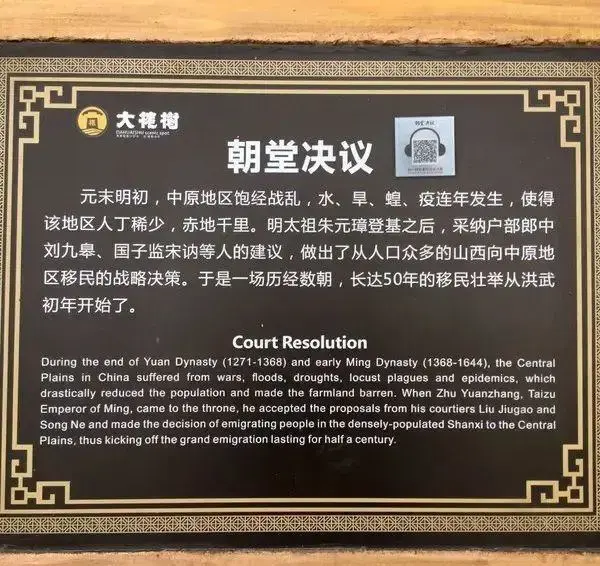 大槐树
DAHUAISHU scenic spot
朝堂决议
朝堂决议
元末明初，中原地区饱经战乱，水、旱、蝗、疫连年发生，使得
该地区人丁稀少，赤地千里。明太祖朱元璋登基之后，采纳户部郎中
刘九皋、国子监宋讷等人的建议，做出了从人口众多的山西向中原地
区移民的战略决策。于是一场历经数朝，长达50年的移民壮举从洪武
初年开始了。
Court Resolution
During the end of Yuan Dynasty (1271-1368) and early Ming Dynasty (1368-1644), the Central
Plains in China suffered from wars, floods, droughts, locust plagues and epidemics, which
drastically reduced the population and made the farmland barren. When Zhu Yuanzhang, Taizu
Emperor of Ming, came to the throne, he accepted the proposals from his courtiers Liu Jiugao and
Song Ne and made the decision of emigrating people in the densely-populated Shanxi to the Central
Plains, thus kicking off the grand emigration lasting for half a century.